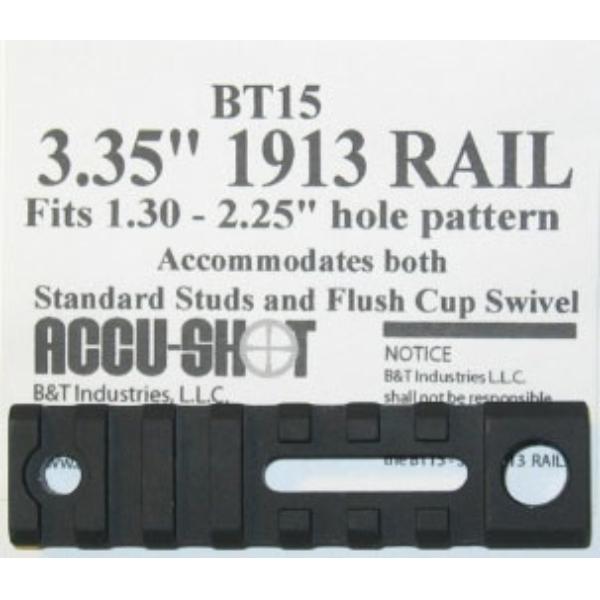 BT15
3.35" 1913 RAIL
Fits 1.30 - 2.25" hole pattern
Accommodates both
Standard Studs and Flush Cup Swivel
ACCU-SHOT
B&T Industries, L.L.C.
NOTICE
B&T Industries L.L.C.
shall not be responsible
RAIL